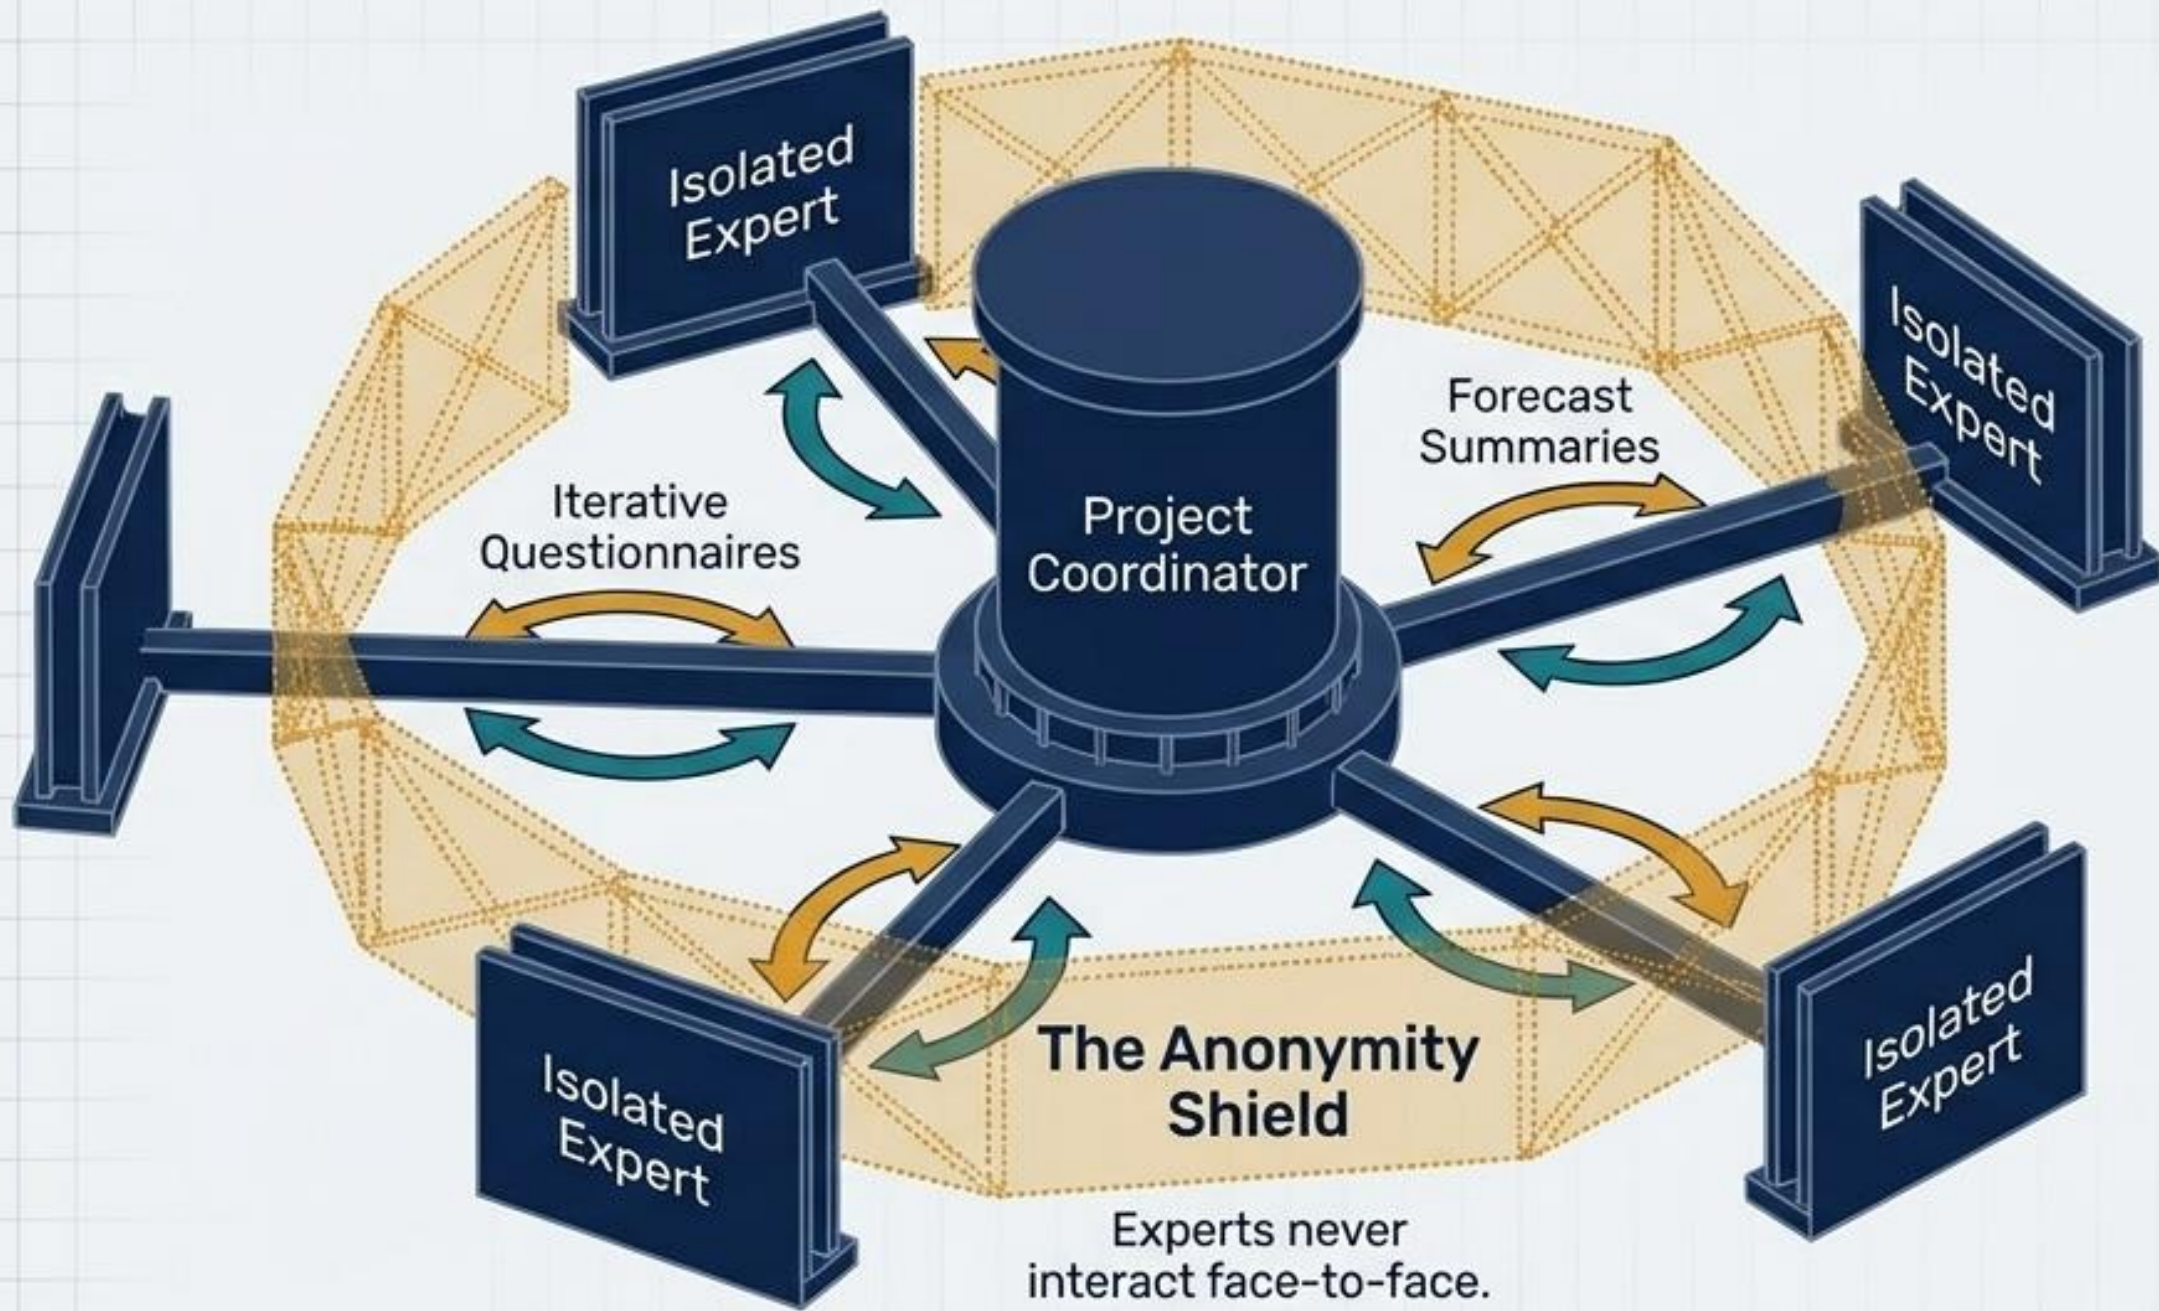 Isolated
Expert
Isolated
Expert
Forecast
Summaries
Iterative
Questionnaires
Project
Coordinator
Isolated
Expert
Isolated
Expert
The Anonymity
Shield
Experts never
interact face-to-face.